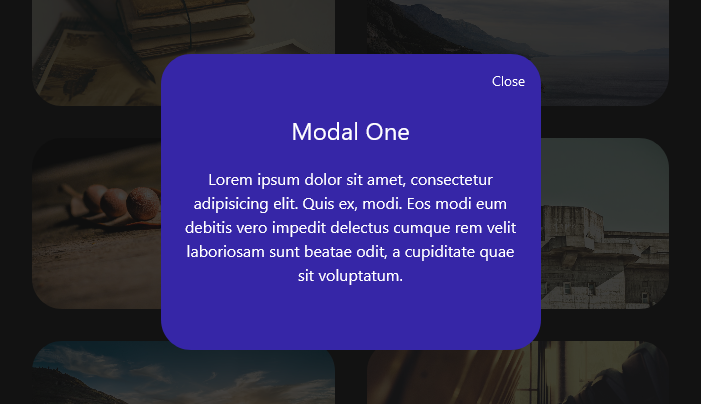 Close
Modal One
Lorem ipsum dolor sit amet, consectetur
adipisicing elit. Quis ex, modi. Eos modi eum
debitis vero impedit delectus cumque rem velit
laboriosam sunt beatae odit, a cupiditate quae
sit voluptatum.